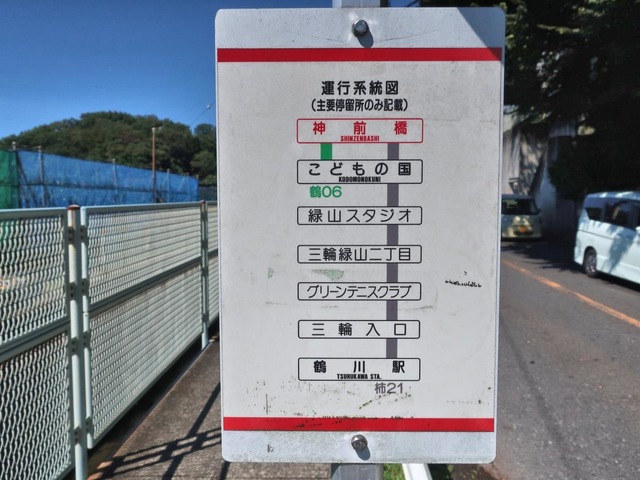 運行系統図
(主要停留所のみ記載)
神前橋
SHINZENBASHI
こどもの国
KODOMONOKUNI
鶴06
緑山スタジオ
三輪緑山二丁目
グリーンテニスクラブ
三輪入口
鶴川駅
TSURUKAWA STA.
柿21